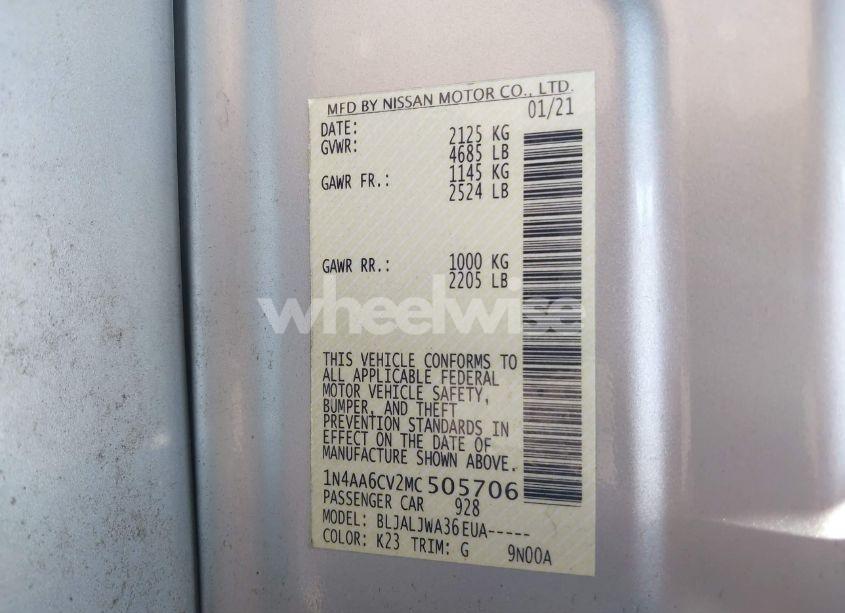 MFD BY NISSAN MOTOR CO., LTD.
DATE: 01/21
GVWR: 2125 KG
4685 LB
GAWR FR.: 1145 KG
2524 LB
GAWR RR.: 1000 KG
2205 LB
wheelwise
THIS VEHICLE CONFORMS TO
ALL APPLICABLE FEDERAL
MOTOR VEHICLE SAFETY,
BUMPER, AND THEFT
PREVENTION STANDARDS IN
EFFECT ON THE DATE OF
MANUFACTURE SHOWN ABOVE.
1N4AA6CV2MC505706
PASSENGER CAR 928
MODEL: BLJALJWA36EUA-----
COLOR: K23 TRIM: G 9N00A